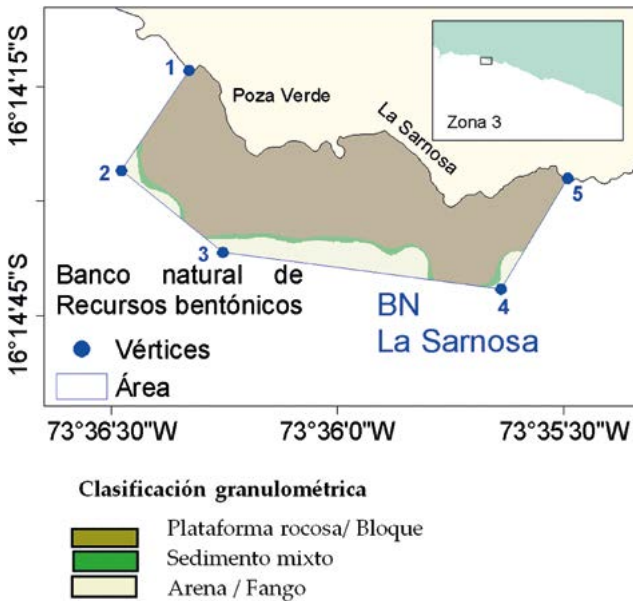 16°14'15"S
16°14'45"S
1
Poza Verde
La Sarnosa
Zona 3
2
5
3
4
Banco natural de
Recursos bentónicos
Vértices
Área
BN
La Sarnosa
73°36'30"W
73°36'0"W
73°35'30"W
Clasificación granulométrica
Plataforma rocosa/ Bloque
Sedimento mixto
Arena / Fango